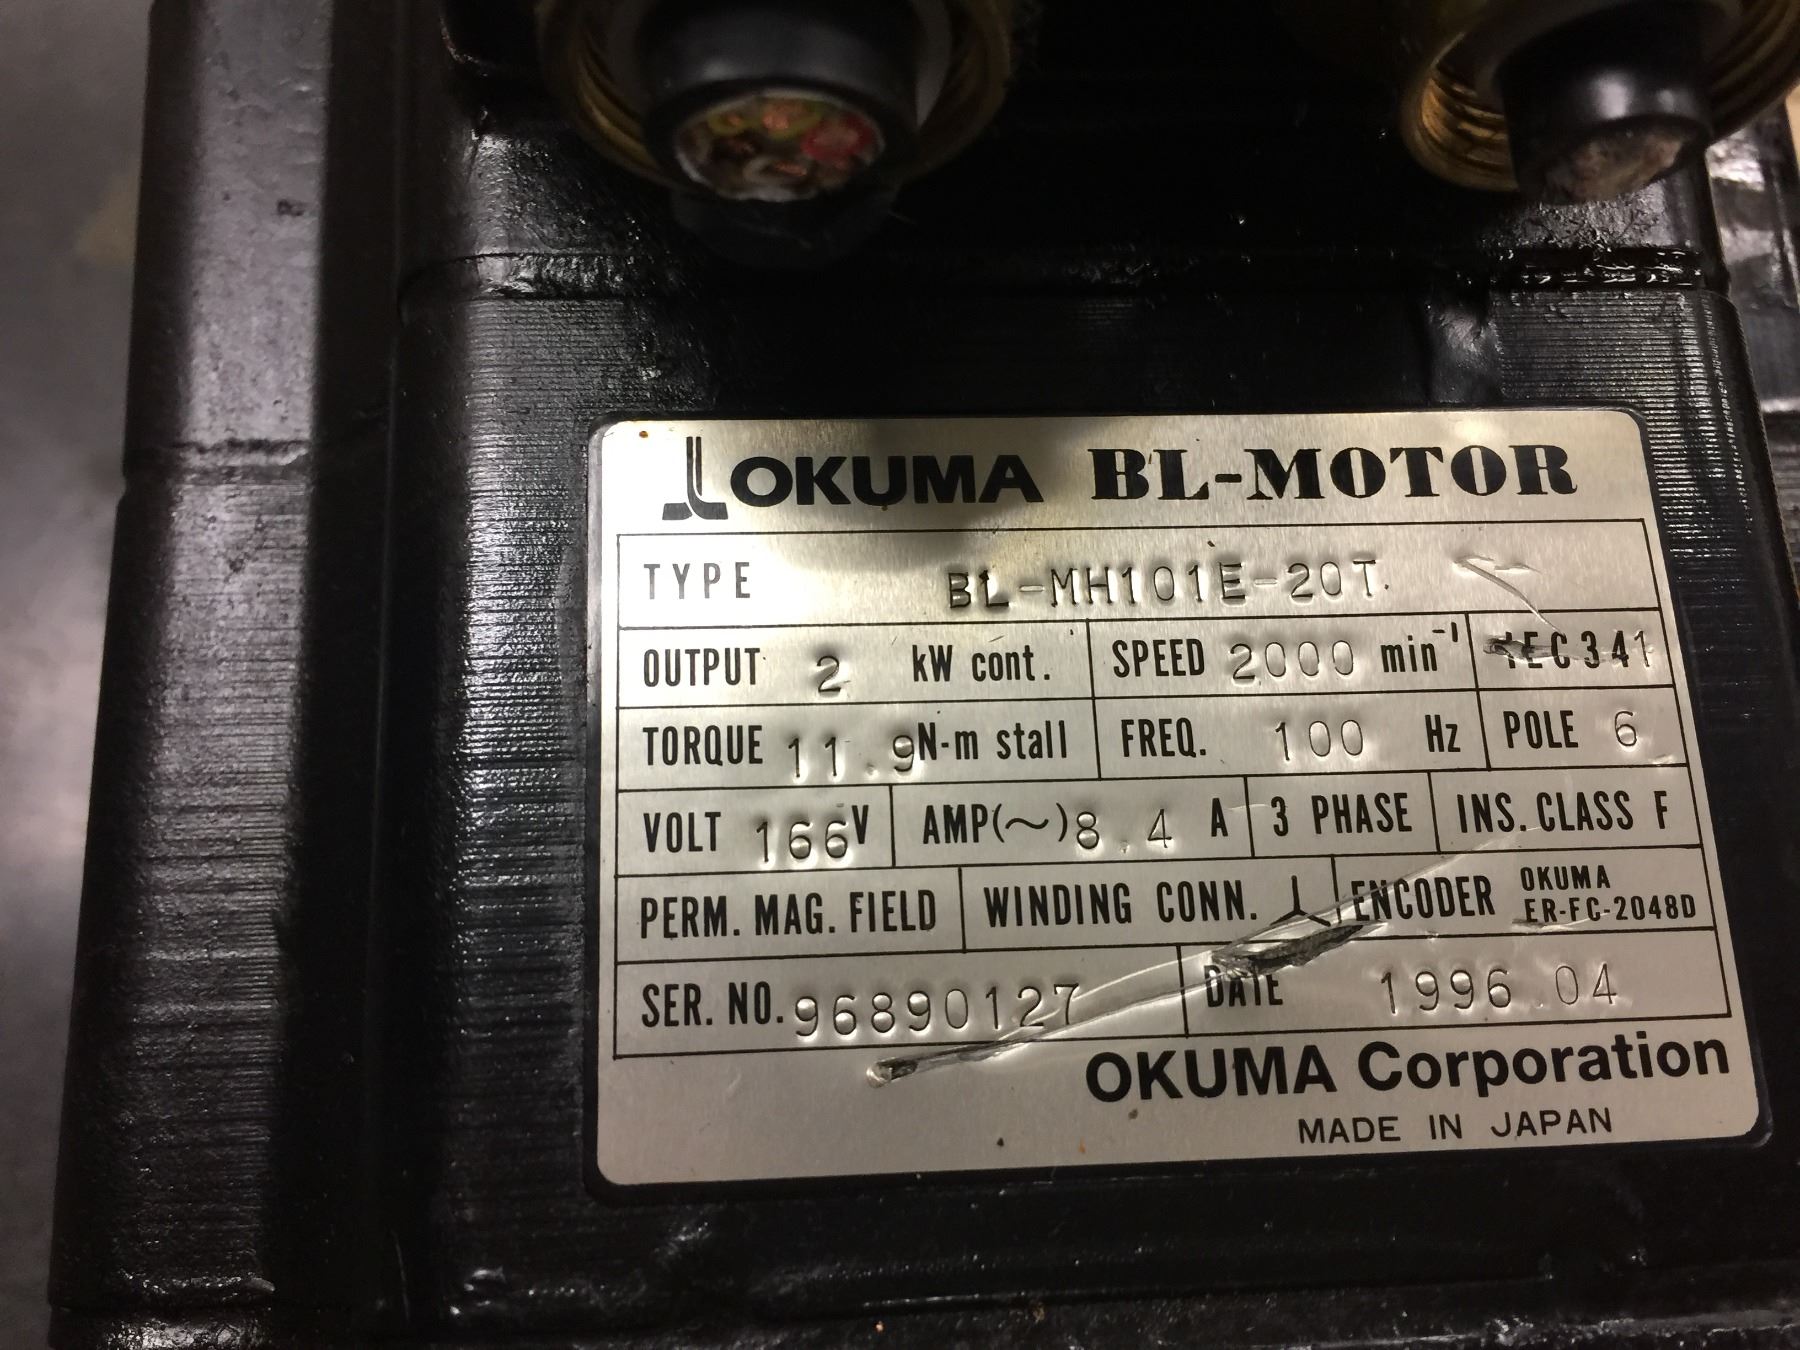 OKUMA BL-MOTOR
TYPE BL-MH101E-20T
OUTPUT 2 kW cont. SPEED 2000 min⁻¹ IEC341
TORQUE 11.9 N-m stall FREQ. 100 Hz POLE 6
VOLT 166 V AMP(~) 8.4 A 3 PHASE INS. CLASS F
PERM. MAG. FIELD WINDING CONN. ENCODER OKUMA
ER-FC-2048D
SER. NO. 96890127 DATE 1996.04
OKUMA Corporation
MADE IN JAPAN